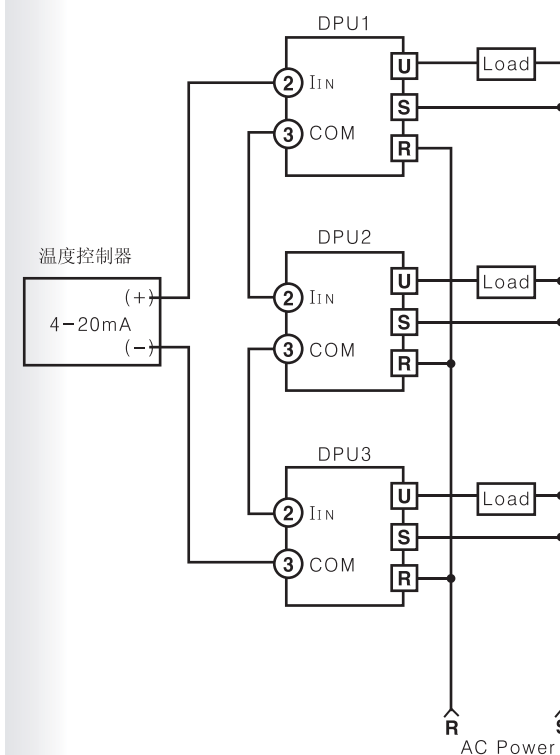 DPU1
U
Load
2 IIN
S
3 COM
R
DPU2
温度控制器
U
Load
(+)
2 IIN
4-20mA
S
(-)
3 COM
R
DPU3
U
Load
2 IIN
S
3 COM
R
R
AC Power